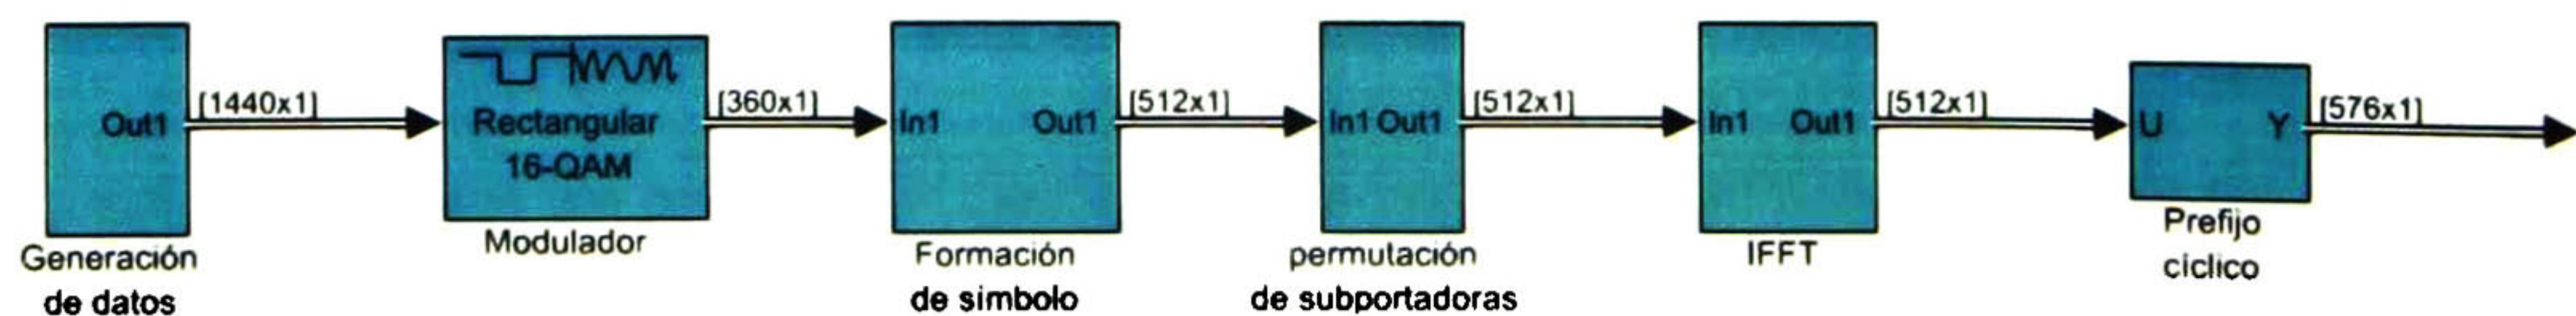 Out1
[1440x1]
Generación
de datos
Rectangular
16-QAM
Modulador
[360x1]
In1 Out1
Formación
de simbolo
[512x1]
In1 Out1
permutación
de subportadoras
[512x1]
In1 Out1
IFFT
[512x1]
U Y
Prefijo
cíclico
[576x1]